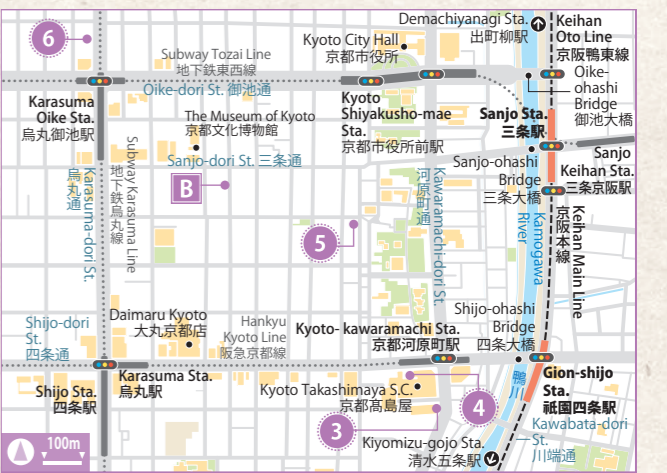 Demachiyanagi Sta.
出町柳駅
Keihan
Oto Line
京阪鴨東線
6
Kyoto City Hall
京都市役所
Subway Tozai Line
地下鉄東西線
Oike-dori St. 御池通
Oike-
ohashi
Bridge
御池大橋
Karasuma
Oike Sta.
烏丸御池駅
The Museum of Kyoto
京都文化博物館
Kyoto
Shiyakusho-mae
Sta.
京都市役所前駅
Sanjo Sta.
三条駅
Sanjo-dori St. 三条通
Sanjo
Keihan Sta.
三条京阪駅
Sanjo-ohashi
Bridge
三条大橋
B
Karasuma-dori St.
烏丸通
Subway Karasuma Line
地下鉄烏丸線
Kawaramachi-dori St.
河原町通
Kamogawa
River
Keihan Main Line
京阪本線
5
Shijo-dori
St.
四条通
Daimaru Kyoto
大丸京都店
Hankyu
Kyoto Line
阪急京都線
Kyoto- kawaramachi Sta.
京都河原町駅
Shijo-ohashi
Bridge
四条大橋
Shijo Sta.
四条駅
Karasuma Sta.
烏丸駅
Kyoto Takashimaya S.C.
京都髙島屋
鴨川
Gion-shijo
Sta.
祇園四条駅
3
4
Kawabata-dori
St.
川端通
Kiyomizu-gojo Sta.
清水五条駅
100m